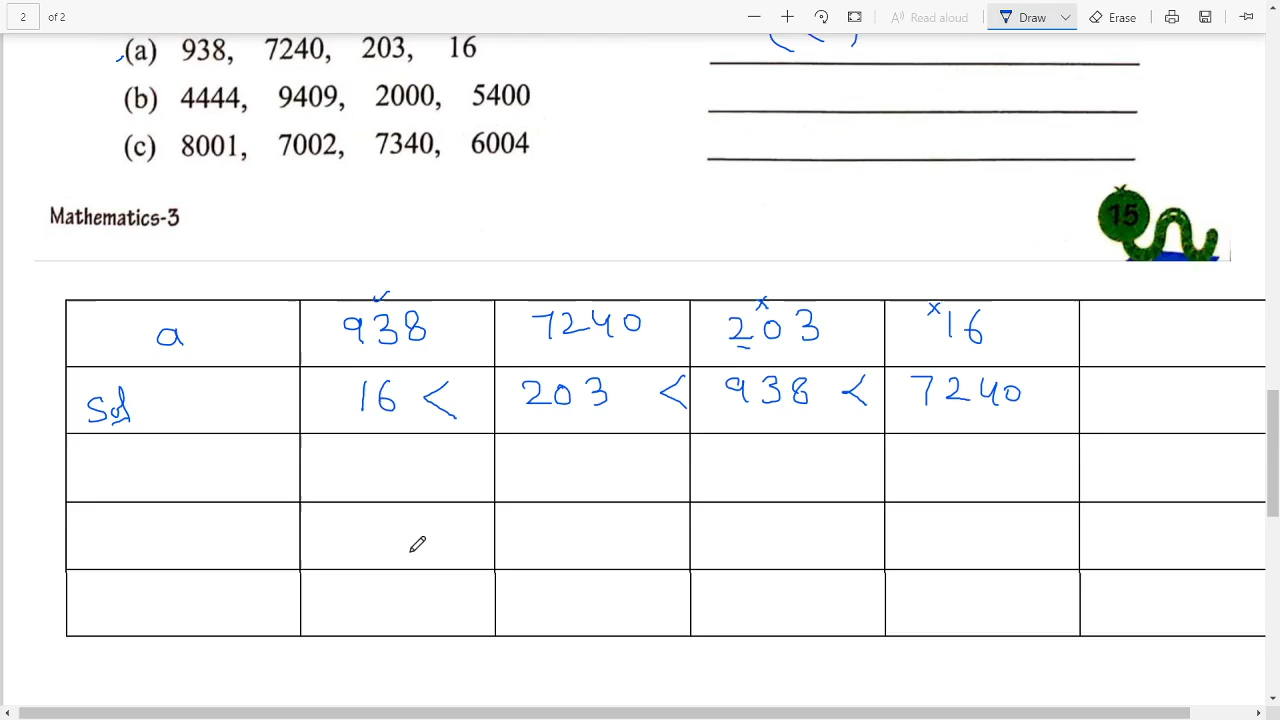 2 of 2 Read aloud Draw Erase
(<)
(a) 938, 7240, 203, 16
(b) 4444, 9409, 2000, 5400
(c) 8001, 7002, 7340, 6004
Mathematics-3
15
a 938 7240 203 16
Sol 16 < 203 < 938 < 7240